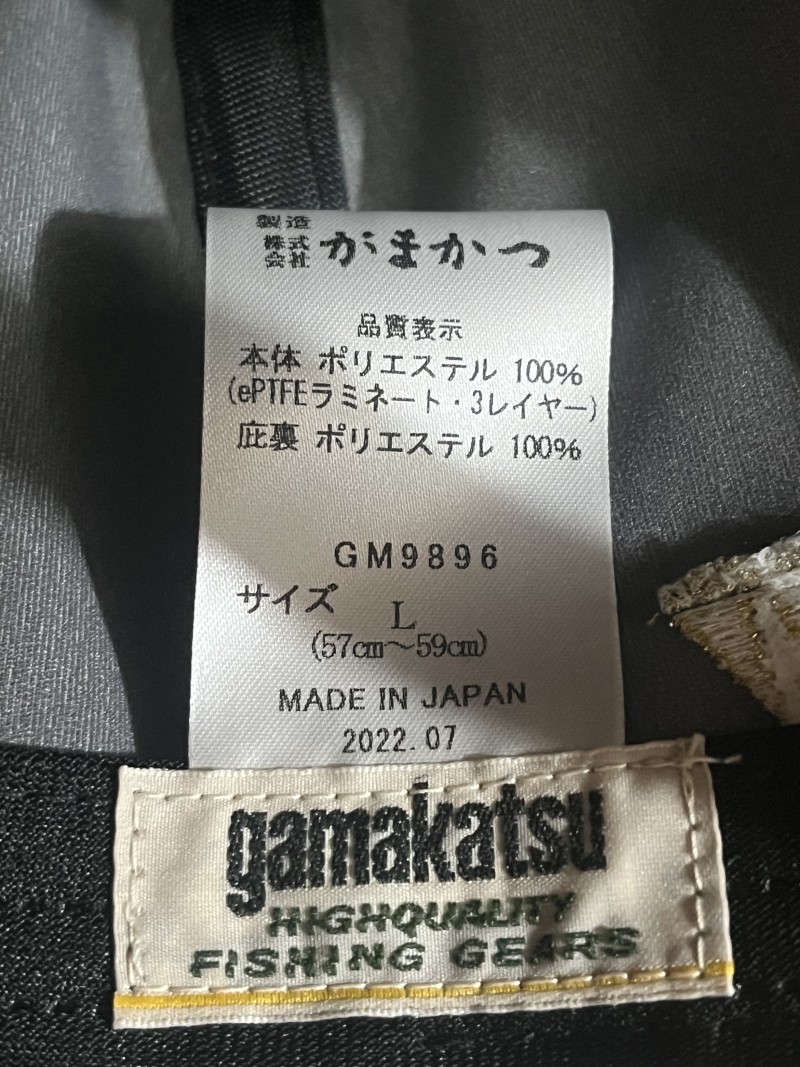 製造
株式会社 がまかつ
品質表示
本体 ポリエステル 100%
(ePTFEラミネート・3レイヤー)
庇裏 ポリエステル 100%
GM9896
サイズ L
(57cm～59cm)
MADE IN JAPAN
2022.07
gamakatsu
HIGHQUALITY
FISHING GEARS